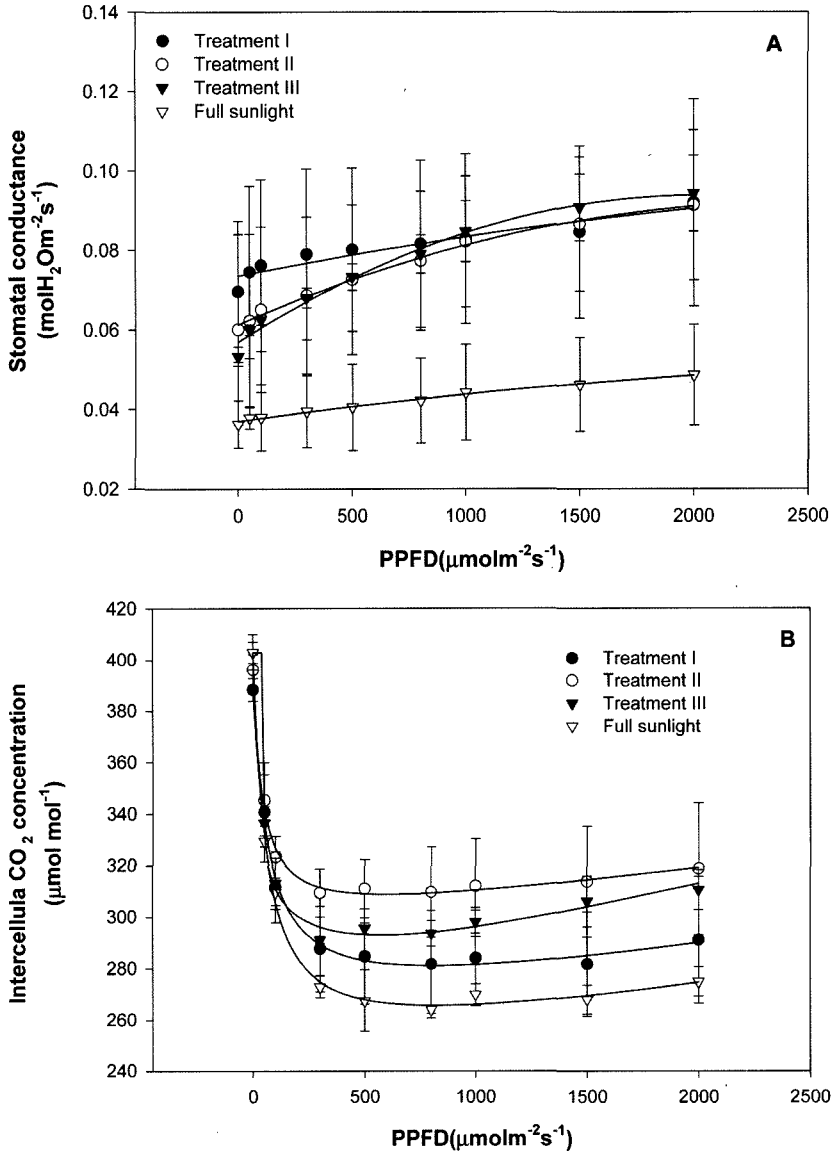 0.14
0.12
0.10
0.08
0.06
0.04
0.02
Stomatal conductance
(molH₂Om⁻²s⁻¹)
Treatment I
Treatment II
Treatment III
Full sunlight
A
0
500
1000
1500
2000
2500
PPFD(μmolm⁻²s⁻¹)
420
400
380
360
340
320
300
280
260
240
Intercellula CO₂ concentration
(μmol mol⁻¹)
Treatment I
Treatment II
Treatment III
Full sunlight
B
0
500
1000
1500
2000
2500
PPFD(μmolm⁻²s⁻¹)